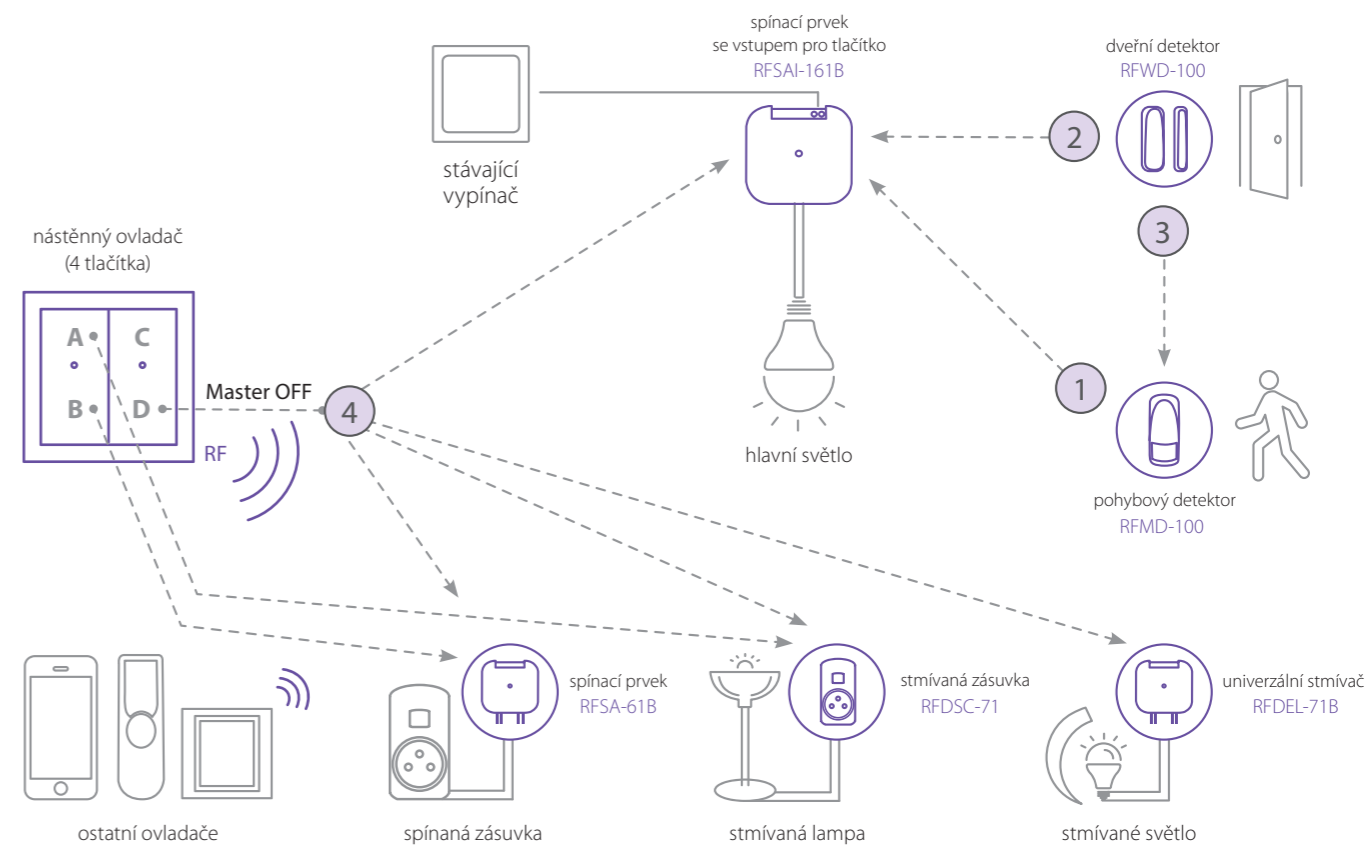 spínací prvek
se vstupem pro tlačítko
RFSAI-161B
dveřní detektor
RFWD-100
2
stávající
vypínač
3
nástěnný ovladač
(4 tlačítka)
A
C
B
D
Master OFF
4
RF
1
hlavní světlo
pohybový detektor
RFMD-100
spínací prvek
RFSA-61B
stmívaná zásuvka
RFDSC-71
univerzální stmívač
RFDEL-71B
ostatní ovladače
spínaná zásuvka
stmívaná lampa
stmívané světlo